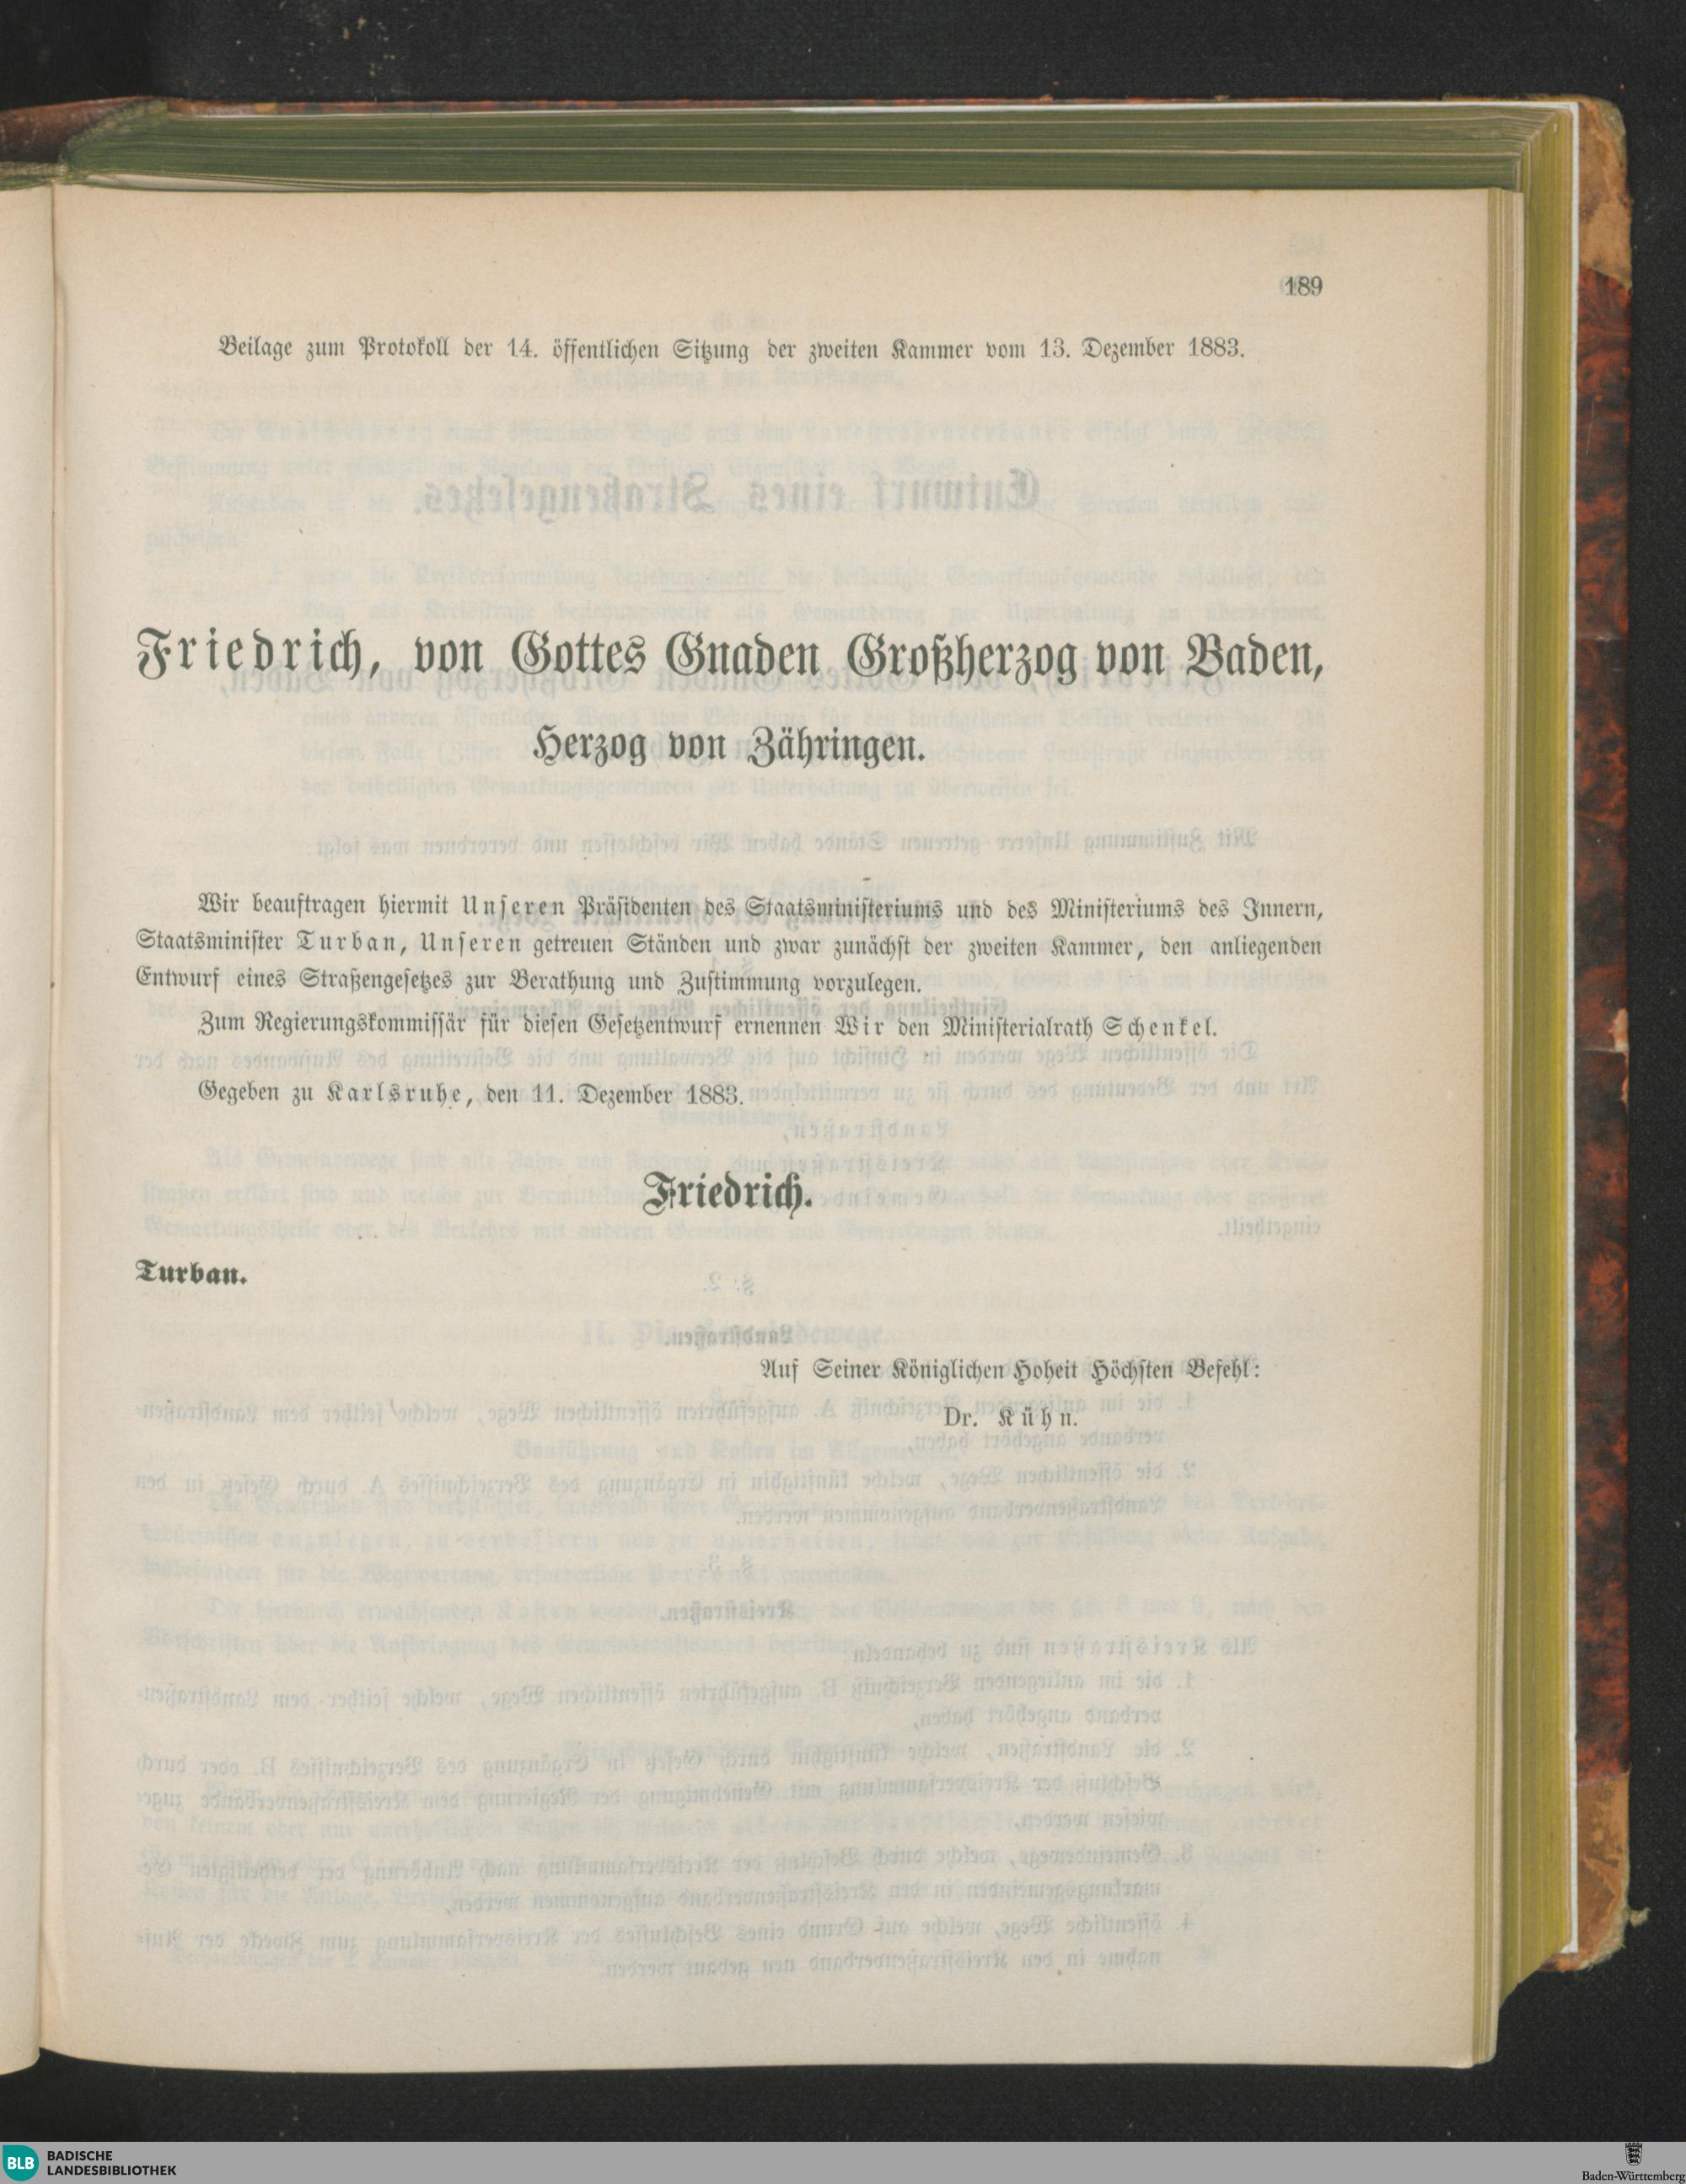 189
Beilage zum Protokoll der 14. öffentlichen Sitzung der zweiten Kammer vom 13. Dezember 1883.
Friedrich, von Gottes Gnaden Großherzog von Baden,
Herzog von Zähringen.
Wir beauftragen hiermit Unseren Präsidenten des Staatsministeriums und des Ministeriums des Innern,
Staatsminister Turban, Unseren getreuen Ständen und zwar zunächst der zweiten Kammer, den anliegenden
Entwurf eines Straßengesetzes zur Berathung und Zustimmung vorzulegen.
Zum Regierungskommissär für diesen Gesetzentwurf ernennen Wir den Ministerialrath Schenkel.
Gegeben zu Karlsruhe, den 11. Dezember 1883.
Friedrich.
Turban.
Auf Seiner Königlichen Hoheit Höchsten Befehl:
Dr. Kühn.
BLB BADISCHE
LANDESBIBLIOTHEK
Baden-Württemberg